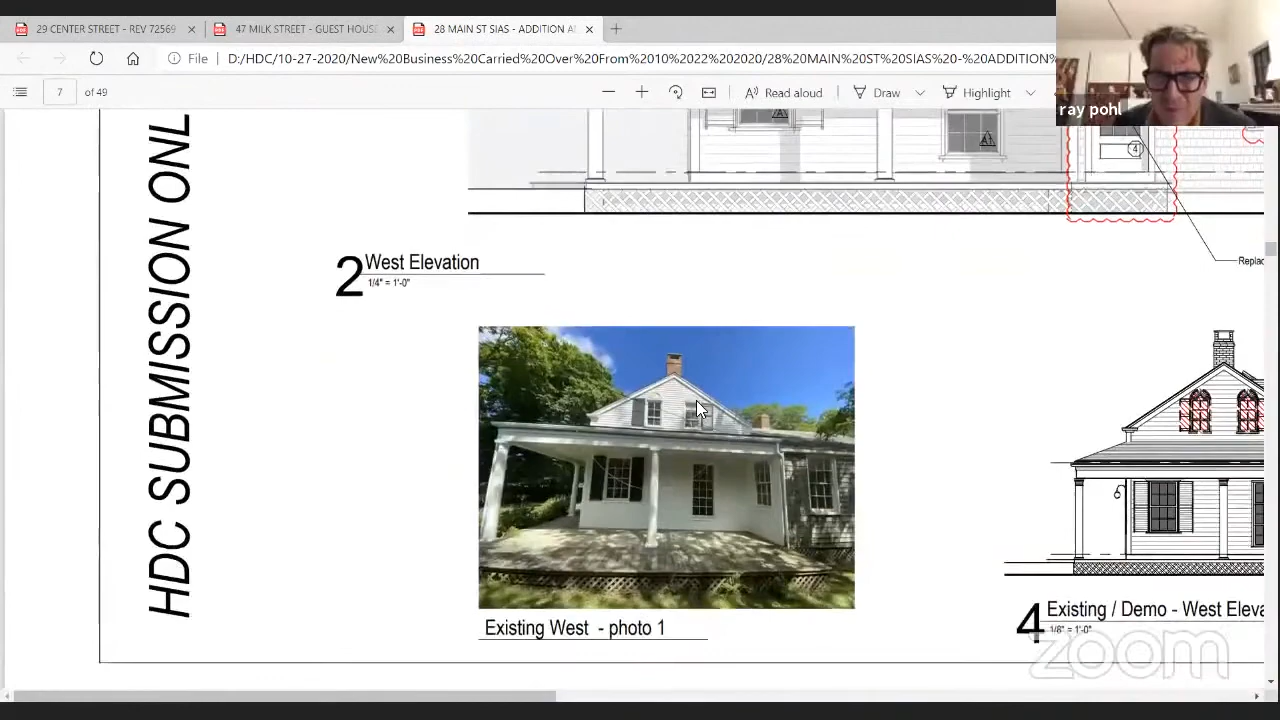 29 CENTER STREET - REV 72569
47 MILK STREET - GUEST HOUSE
28 MAIN ST SIAS - ADDITION A
File D:/HDC/10-27-2020/New%20Business%20Carried%20Over%20From%2010%2022%202020/28%20MAIN%20ST%20SIAS%20-%20ADDITION%
7 of 49
Read aloud
Draw
Highlight
ray pohl
HDC SUBMISSION ONL
4
2 West Elevation
1/4" = 1'-0"
Replac
Existing West - photo 1
4 Existing / Demo - West Eleva
1/8" = 1'-0"
zoom